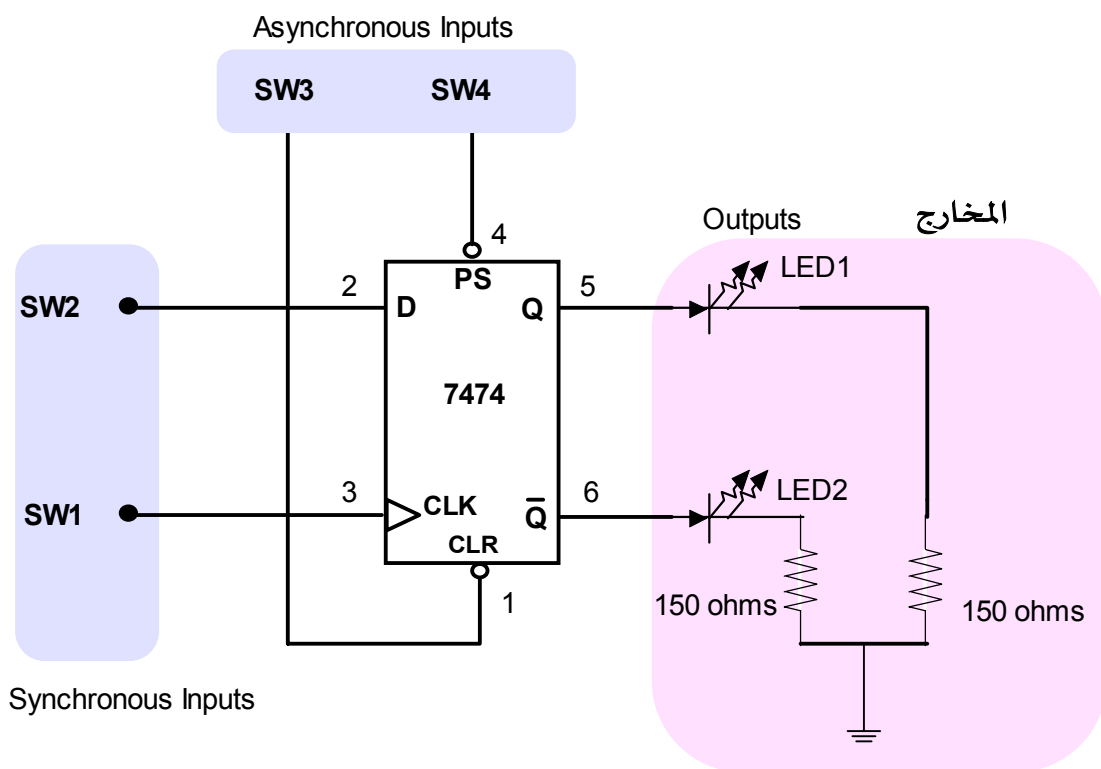 Asynchronous Inputs
SW3 SW4
4
Outputs المخارج
PS
LED1
SW2 2 D Q 5
7474
SW1 3 CLK Q̅ 6 LED2
CLR
1
150 ohms 150 ohms
Synchronous Inputs